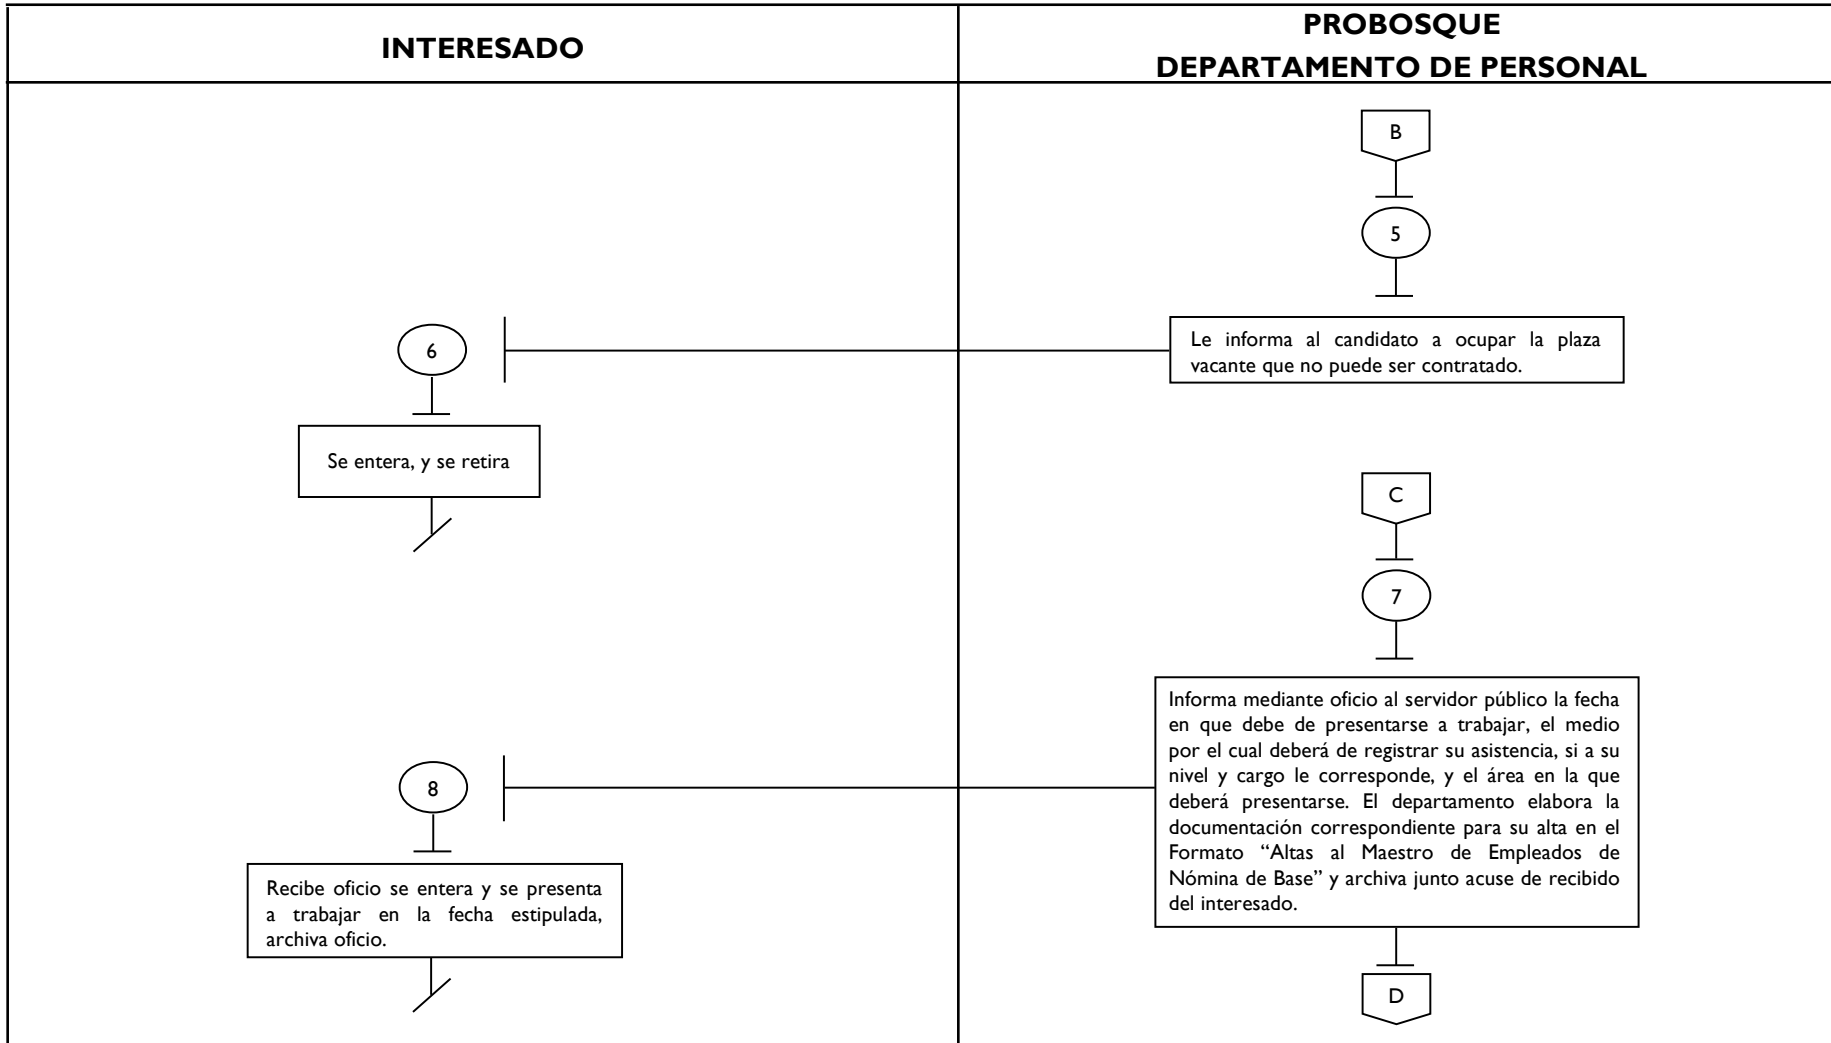 INTERESADO
PROBOSQUE
DEPARTAMENTO DE PERSONAL
B
5
Le informa al candidato a ocupar la plaza
vacante que no puede ser contratado.
6
Se entera, y se retira
C
7
Informa mediante oficio al servidor público la fecha
en que debe de presentarse a trabajar, el medio
por el cual deberá de registrar su asistencia, si a su
nivel y cargo le corresponde, y el área en la que
deberá presentarse. El departamento elabora la
documentación correspondiente para su alta en el
Formato “Altas al Maestro de Empleados de
Nómina de Base” y archiva junto acuse de recibido
del interesado.
8
Recibe oficio se entera y se presenta
a trabajar en la fecha estipulada,
archiva oficio.
D